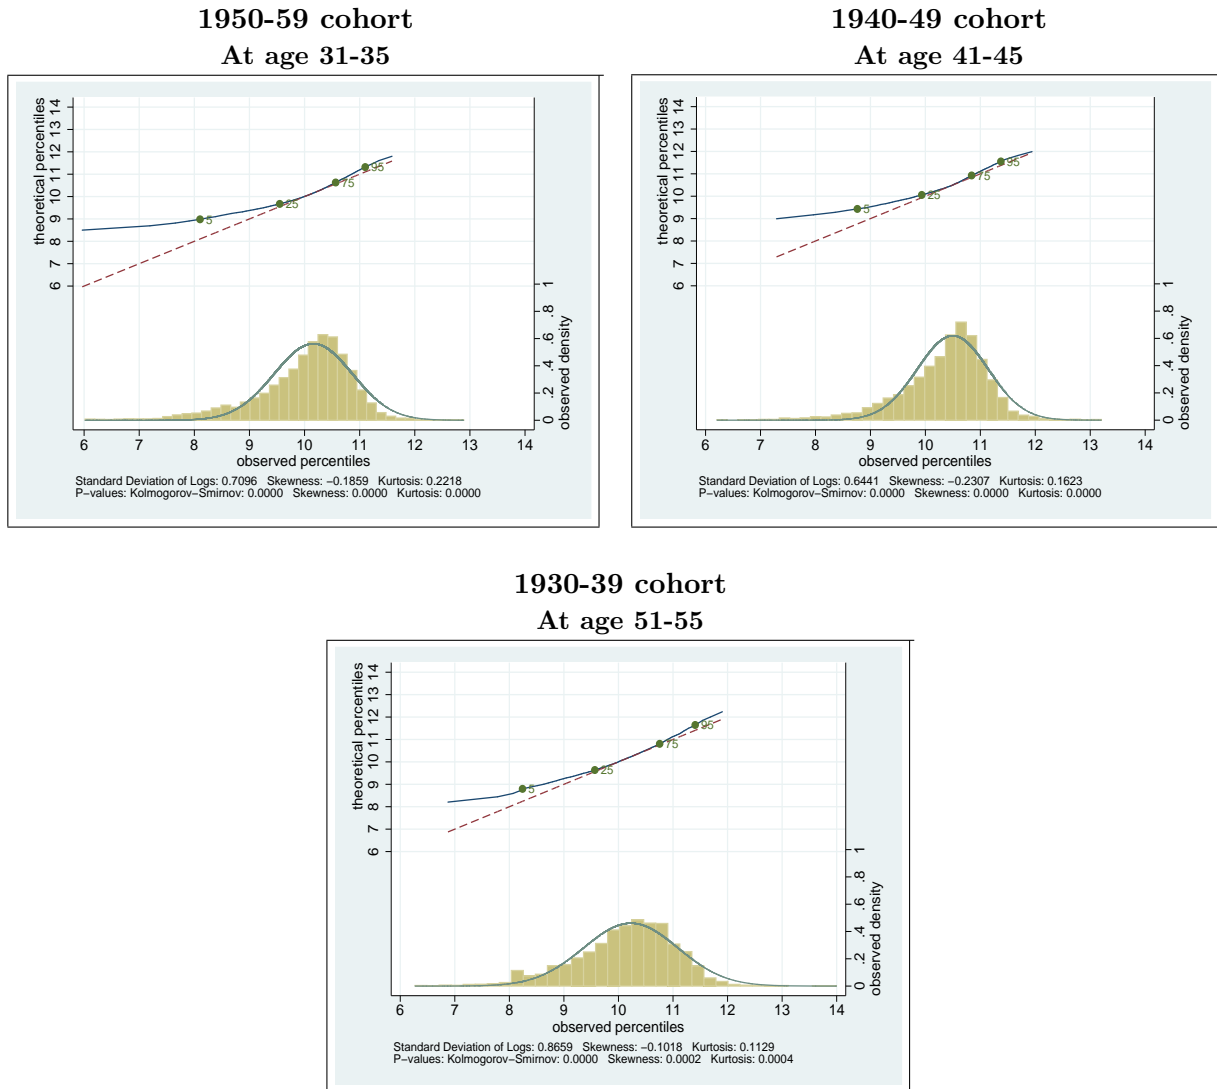 1950-59 cohort
At age 31-35
theoretical percentiles
6 7 8 9 10 11 12 13 14
5
25
75
95
0 .2 .4 .6 .8 1
observed density
6 7 8 9 10 11 12 13 14
observed percentiles
Standard Deviation of Logs: 0.7096 Skewness: −0.1859 Kurtosis: 0.2218
P−values: Kolmogorov−Smirnov: 0.0000 Skewness: 0.0000 Kurtosis: 0.0000
1940-49 cohort
At age 41-45
theoretical percentiles
6 7 8 9 10 11 12 13 14
5
25
75
95
0 .2 .4 .6 .8 1
observed density
6 7 8 9 10 11 12 13 14
observed percentiles
Standard Deviation of Logs: 0.6441 Skewness: −0.2307 Kurtosis: 0.1623
P−values: Kolmogorov−Smirnov: 0.0000 Skewness: 0.0000 Kurtosis: 0.0000
1930-39 cohort
At age 51-55
theoretical percentiles
6 7 8 9 10 11 12 13 14
5
25
75
95
0 .2 .4 .6 .8 1
observed density
6 7 8 9 10 11 12 13 14
observed percentiles
Standard Deviation of Logs: 0.8659 Skewness: −0.1018 Kurtosis: 0.1129
P−values: Kolmogorov−Smirnov: 0.0000 Skewness: 0.0002 Kurtosis: 0.0004